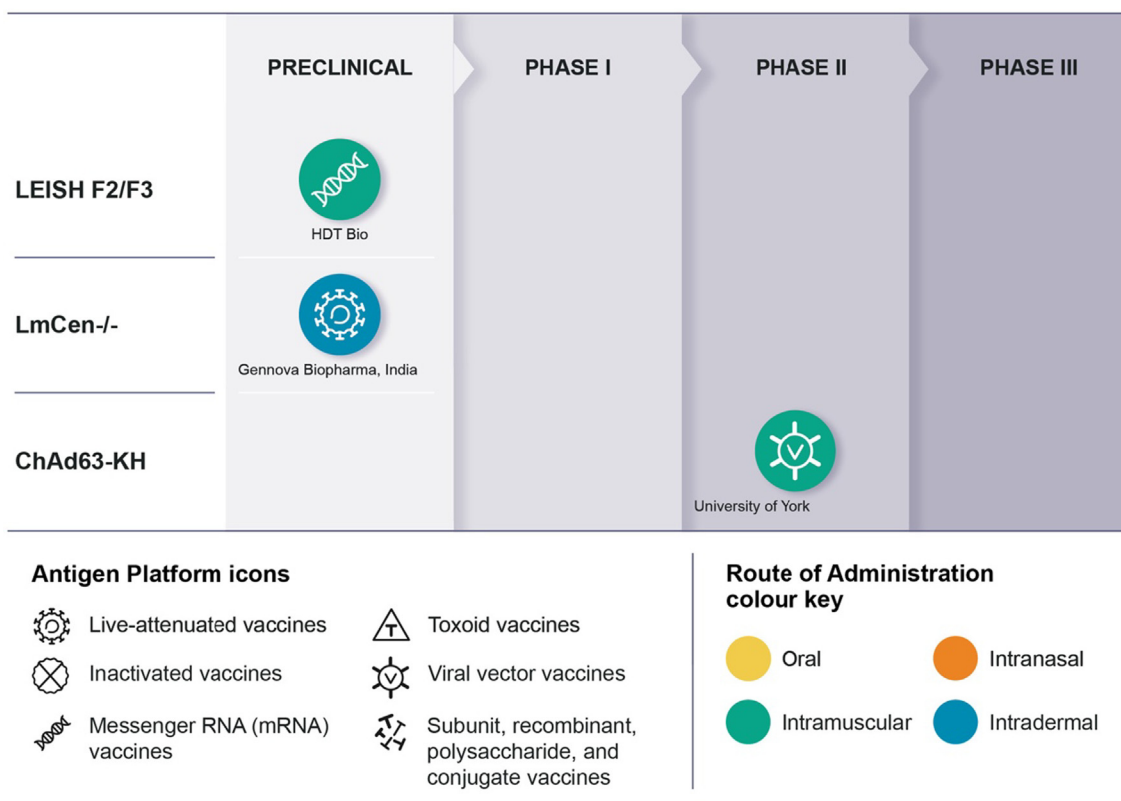 PRECLINICAL
PHASE I
PHASE II
PHASE III
LEISH F2/F3
HDT Bio
LmCen-/-
Gennova Biopharma, India
ChAd63-KH
V
University of York
Antigen Platform icons
Live-attenuated vaccines
Inactivated vaccines
Messenger RNA (mRNA)
vaccines
T
Toxoid vaccines
V
Viral vector vaccines
Subunit, recombinant,
polysaccharide, and
conjugate vaccines
Route of Administration
colour key
Oral
Intranasal
Intramuscular
Intradermal